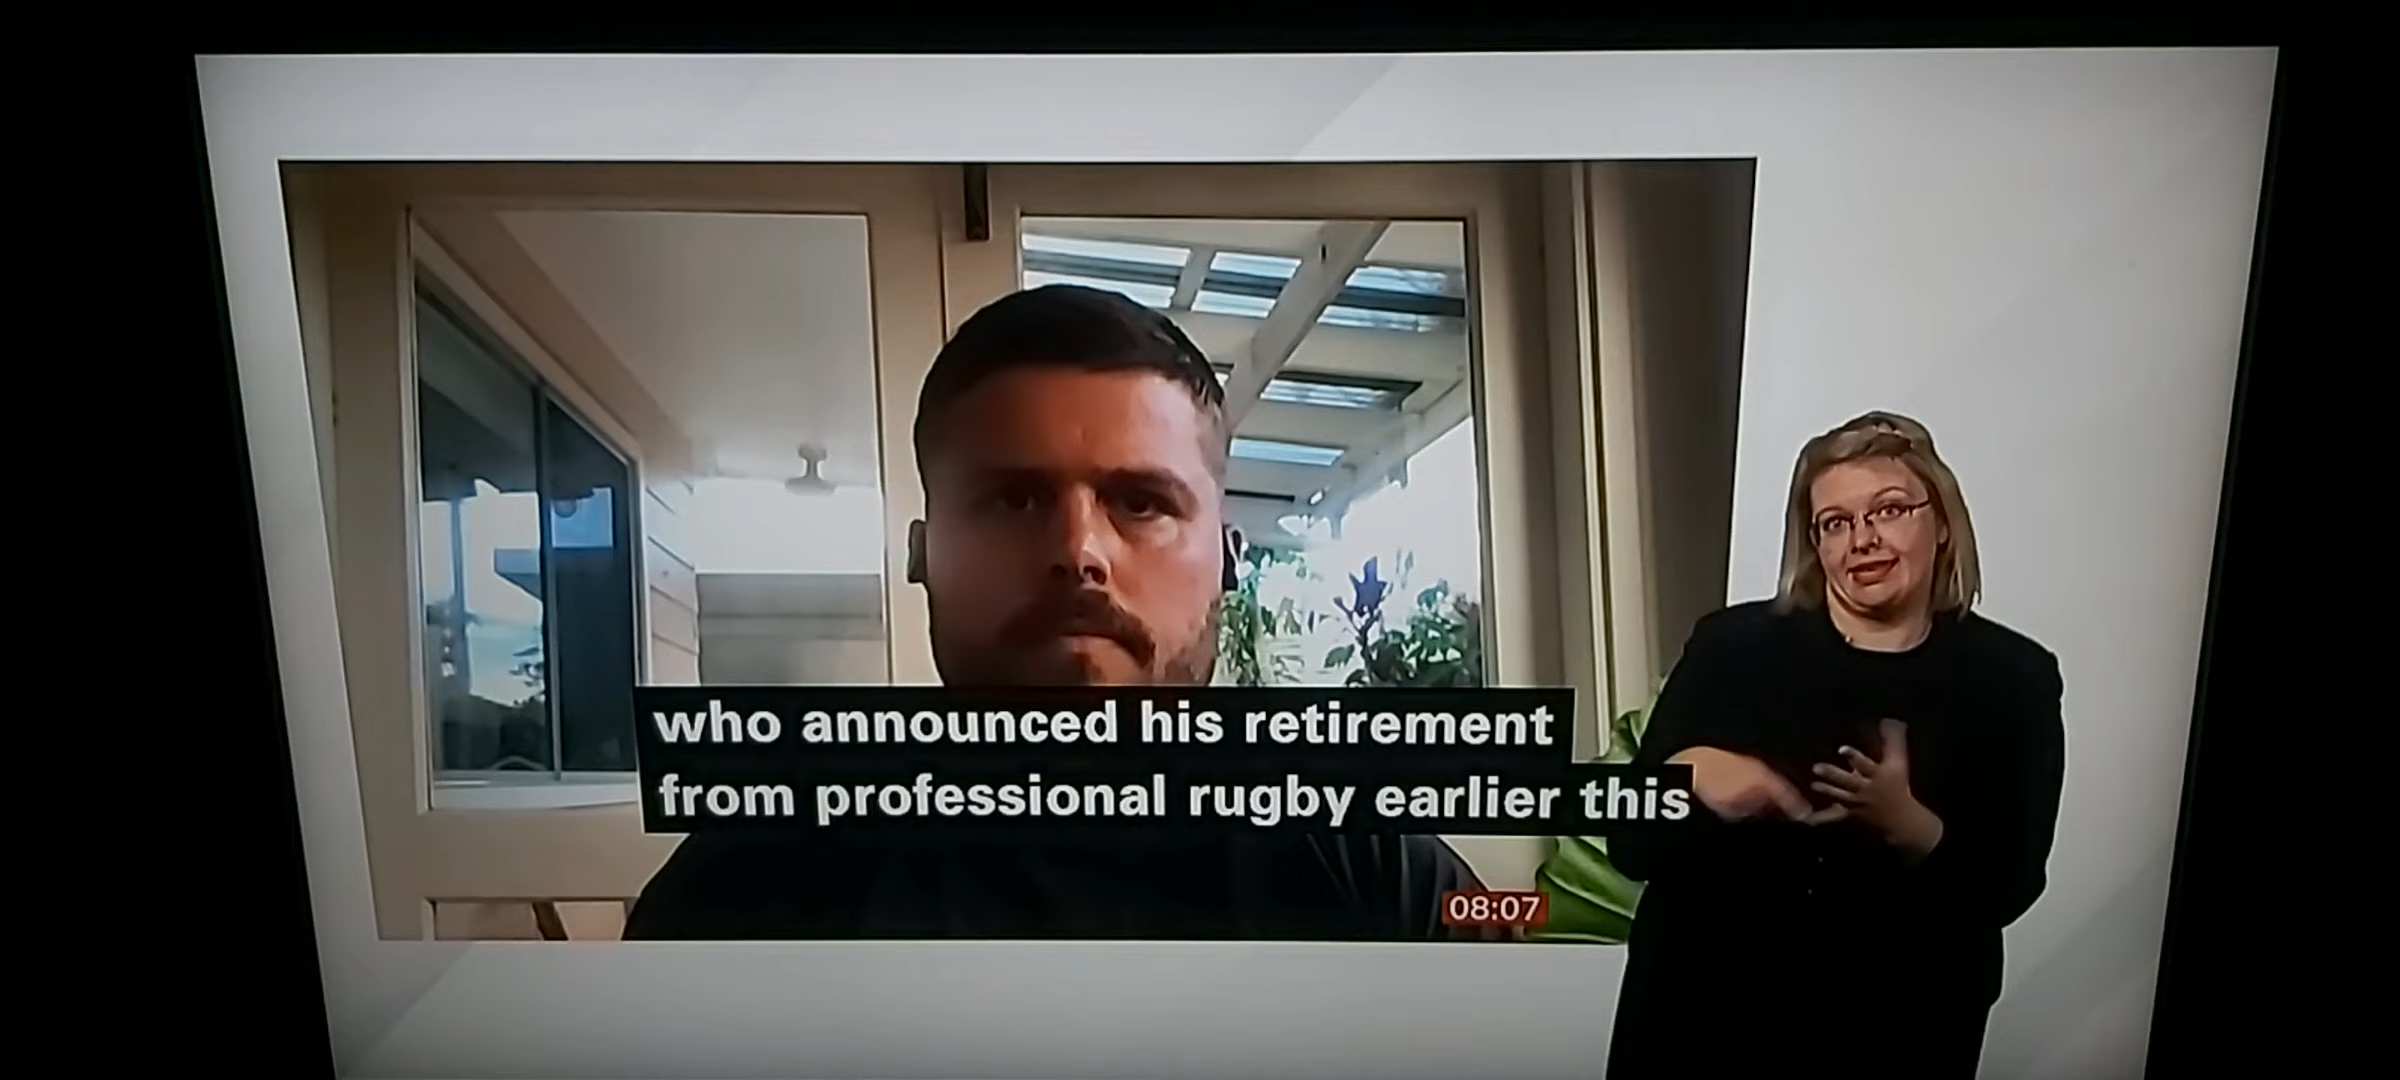 who announced his retirement
from professional rugby earlier this
08:07